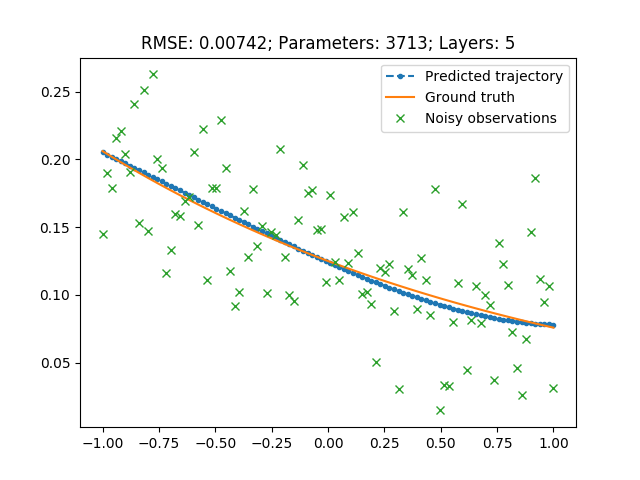 RMSE: 0.00742; Parameters: 3713; Layers: 5
Predicted trajectory
Ground truth
Noisy observations
0.25
0.20
0.15
0.10
0.05
−1.00 −0.75 −0.50 −0.25 0.00 0.25 0.50 0.75 1.00